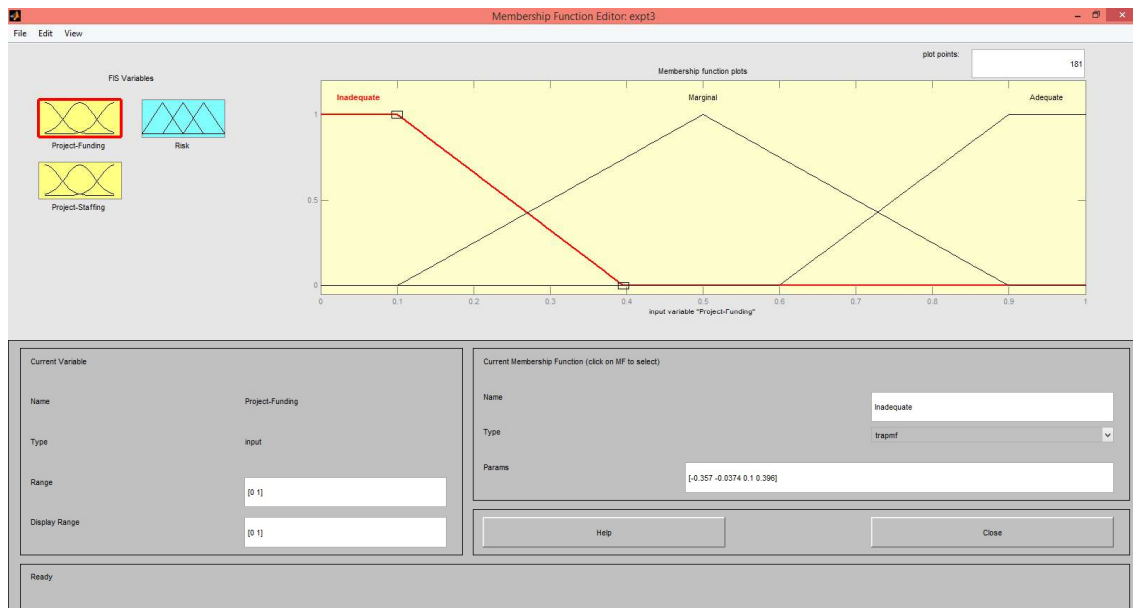 Membership Function Editor: expt3
File Edit View
FIS Variables
Project-Funding
Risk
Project-Staffing
plot points:
181
Membership function plots
Inadequate
Marginal
Adequate
1
0.5
0
0 0.1 0.2 0.3 0.4 0.5 0.6 0.7 0.8 0.9 1
input variable "Project-Funding"
Current Variable
Name Project-Funding
Type input
Range [0 1]
Display Range [0 1]
Current Membership Function (click on MF to select)
Name Inadequate
Type trapmf
Params [-0.357 -0.0374 0.1 0.396]
Help
Close
Ready